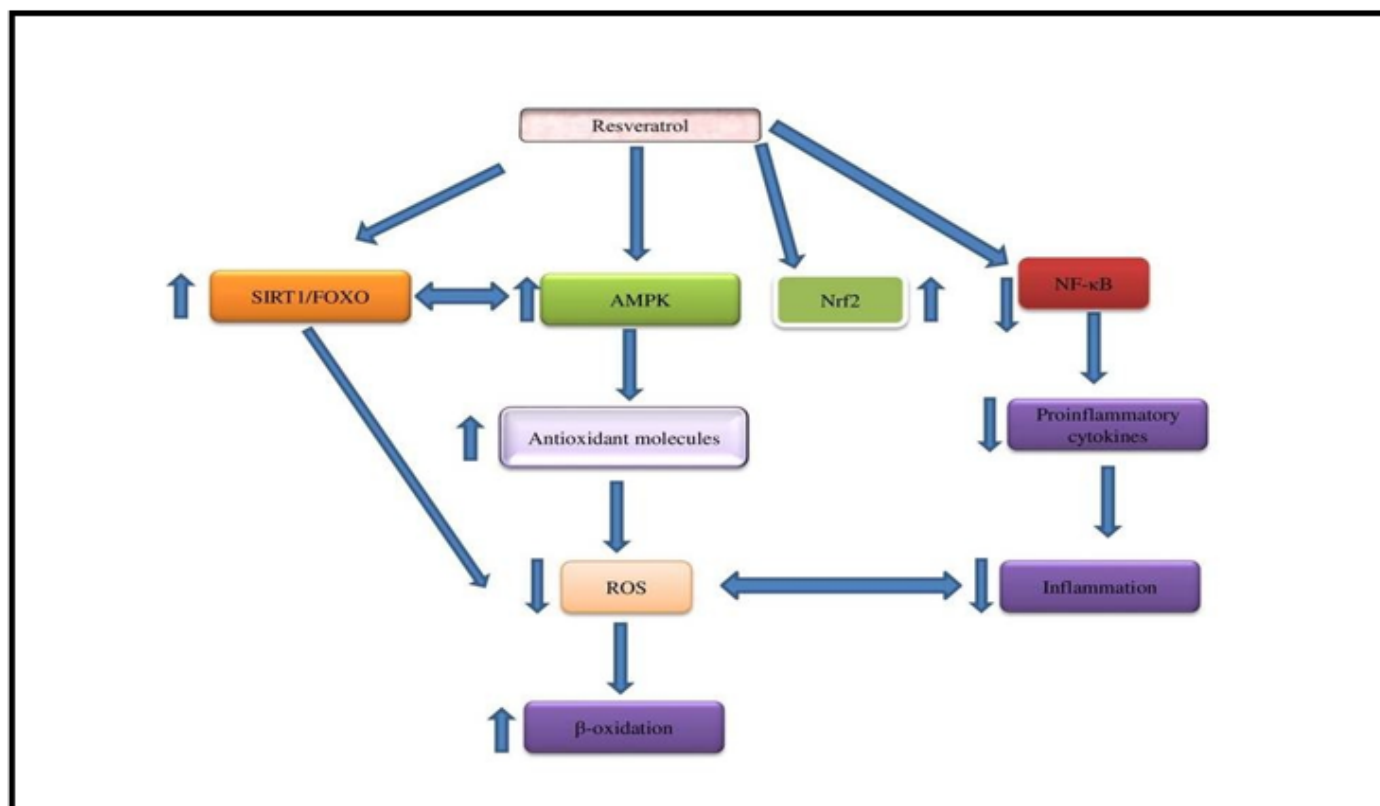 Resveratrol
SIRT1/FOXO
AMPK
Nrf2
NF-κB
Antioxidant molecules
Proinflammatory
cytokines
ROS
Inflammation
β-oxidation